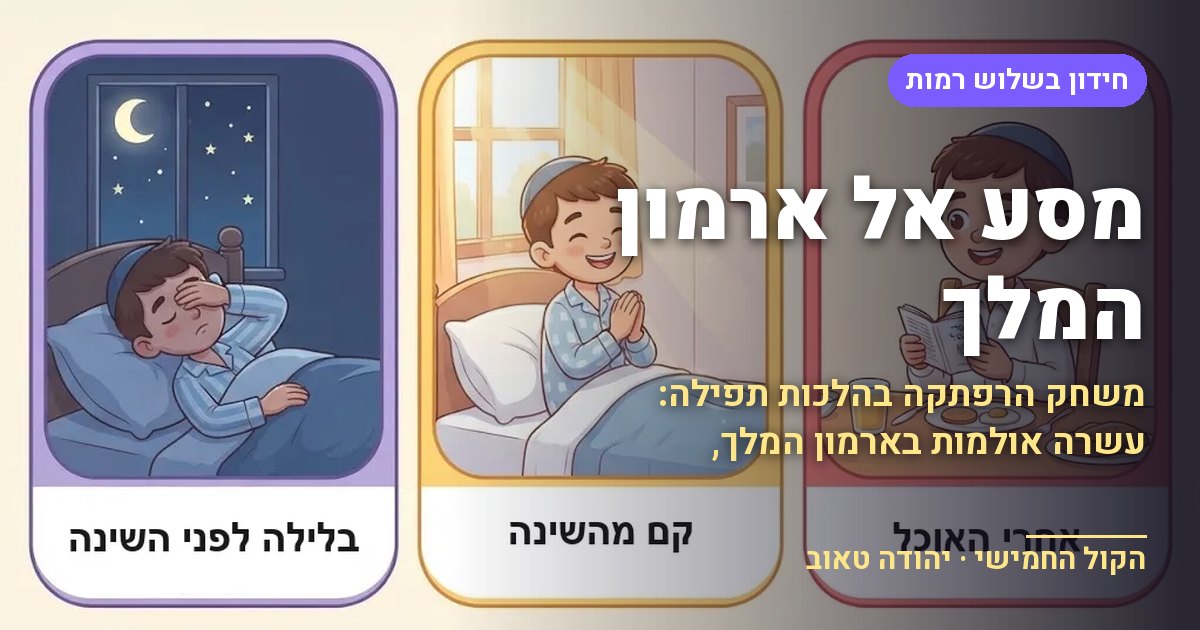 חידון בשלוש רמות
מסע אל ארמון
המלך
משחק הרפתקה בהלכות תפילה:
עשרה אולמות בארמון המלך,
הקול החמישי · יהודה טאוב
אחרי האוכל
קם מהשינה
בלילה לפני השינה